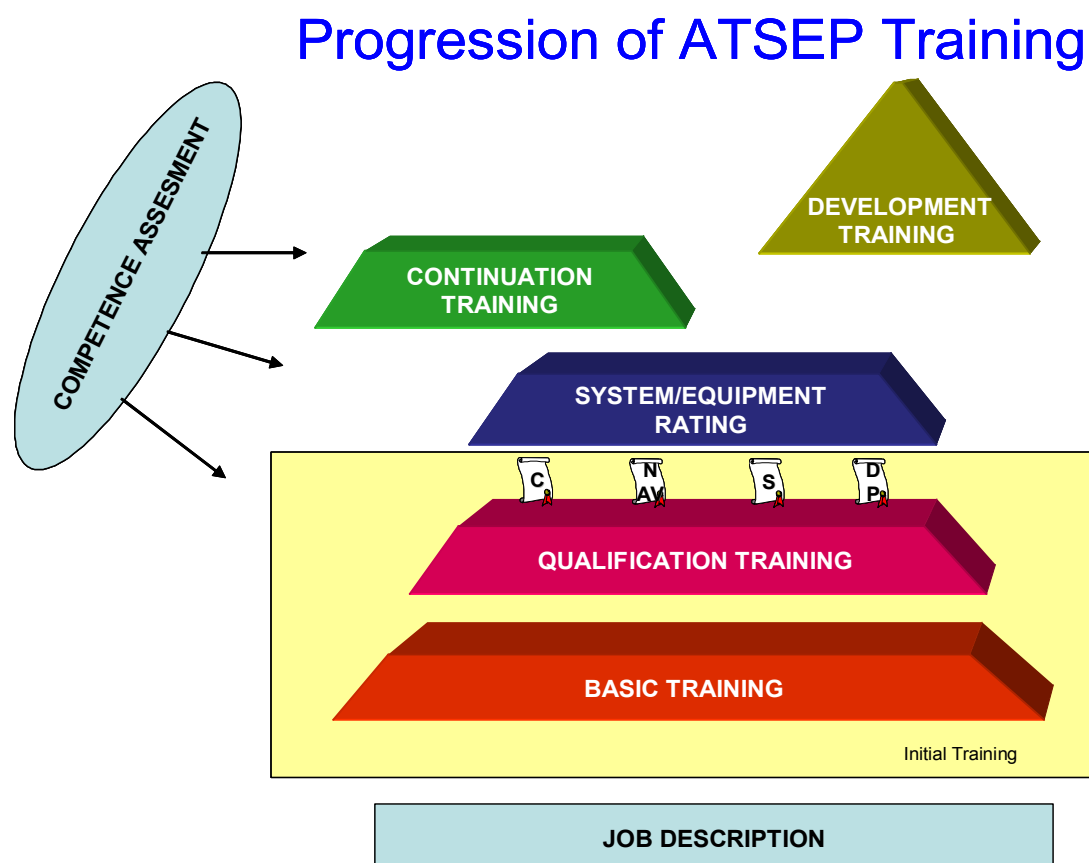 Progression of ATSEP Training
COMPETENCE ASSESMENT
DEVELOPMENT
TRAINING
CONTINUATION
TRAINING
SYSTEM/EQUIPMENT
RATING
C
N
AV
S
D
P
QUALIFICATION TRAINING
BASIC TRAINING
Initial Training
JOB DESCRIPTION